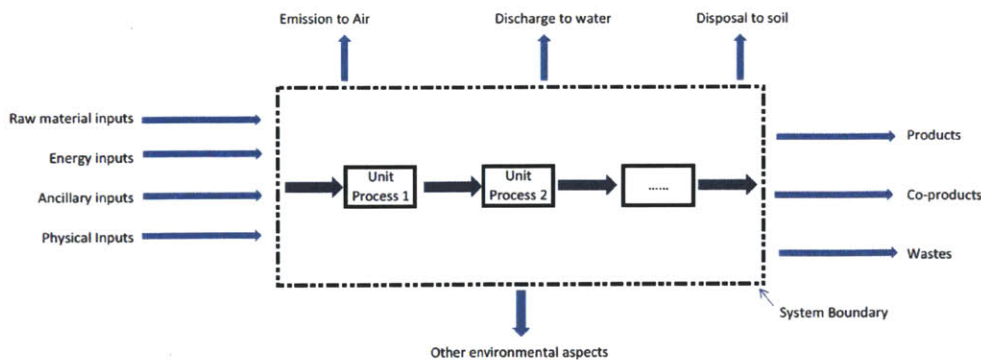 Emission to Air
Discharge to water
Disposal to soil
Raw material inputs
Energy inputs
Ancillary inputs
Physical Inputs
Unit
Process 1
Unit
Process 2
......
Products
Co-products
Wastes
System Boundary
Other environmental aspects